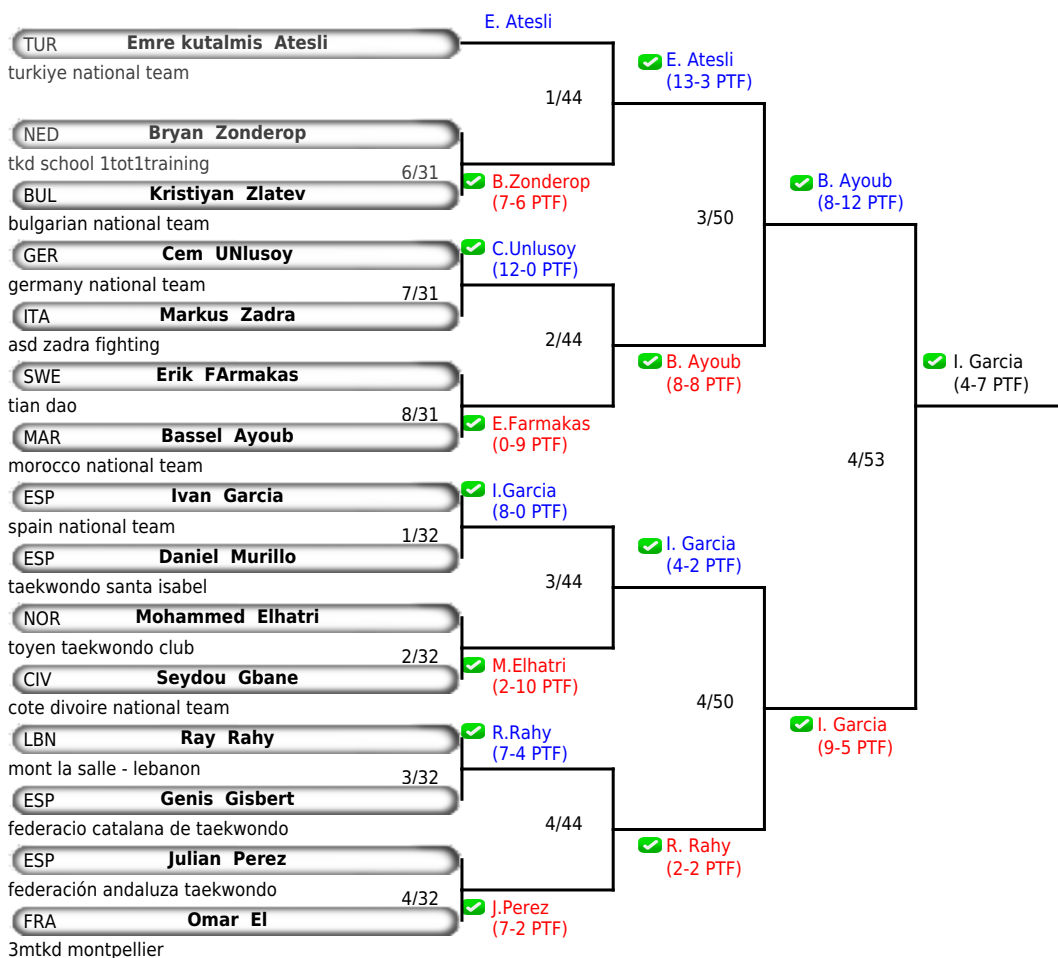 E. Atesli
TUR Emre kutalmis Atesli
turkiye national team
E. Atesli
(13-3 PTF)
1/44
NED Bryan Zonderop
tkd school 1tot1training
6/31
B.Zonderop
(7-6 PTF)
BUL Kristiyan Zlatev
bulgarian national team
B. Ayoub
(8-12 PTF)
3/50
GER Cem UNlusoy
germany national team
C.Unlusoy
(12-0 PTF)
7/31
ITA Markus Zadra
asd zadra fighting
2/44
B. Ayoub
(8-8 PTF)
SWE Erik FArmakas
tian dao
8/31
E.Farmakas
(0-9 PTF)
MAR Bassel Ayoub
morocco national team
I. Garcia
(4-7 PTF)
4/53
ESP Ivan Garcia
spain national team
I.Garcia
(8-0 PTF)
1/32
ESP Daniel Murillo
taekwondo santa isabel
I. Garcia
(4-2 PTF)
3/44
NOR Mohammed Elhatri
toyen taekwondo club
2/32
M.Elhatri
(2-10 PTF)
CIV Seydou Gbane
cote divoire national team
4/50
I. Garcia
(9-5 PTF)
LBN Ray Rahy
mont la salle - lebanon
R.Rahy
(7-4 PTF)
3/32
ESP Genis Gisbert
federacio catalana de taekwondo
4/44
R. Rahy
(2-2 PTF)
ESP Julian Perez
federación andaluza taekwondo
4/32
J.Perez
(7-2 PTF)
FRA Omar El
3mtkd montpellier